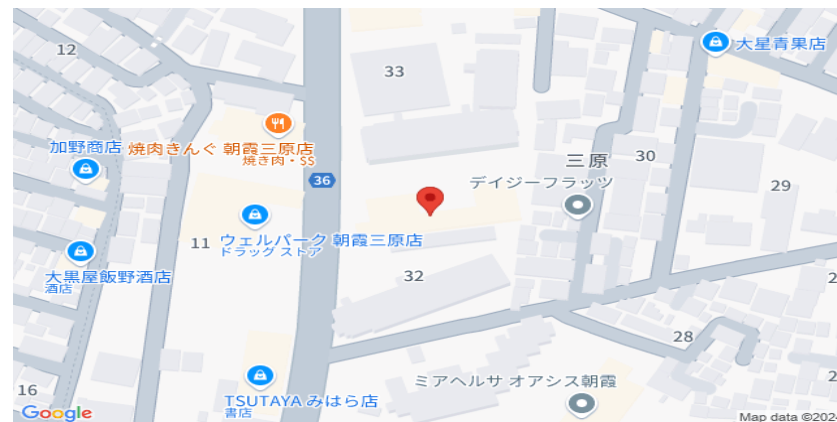 12
33
大星青果店
加野商店
焼肉きんぐ 朝霞三原店
焼き肉・$$
三原
30
36
デイジーフラッツ
29
11
ウェルパーク 朝霞三原店
ドラッグ ストア
大黒屋飯野酒店
酒店
32
2
28
ミアヘルサ オアシス朝霞
2
16
TSUTAYA みはら店
書店
Google
Map data ©2024